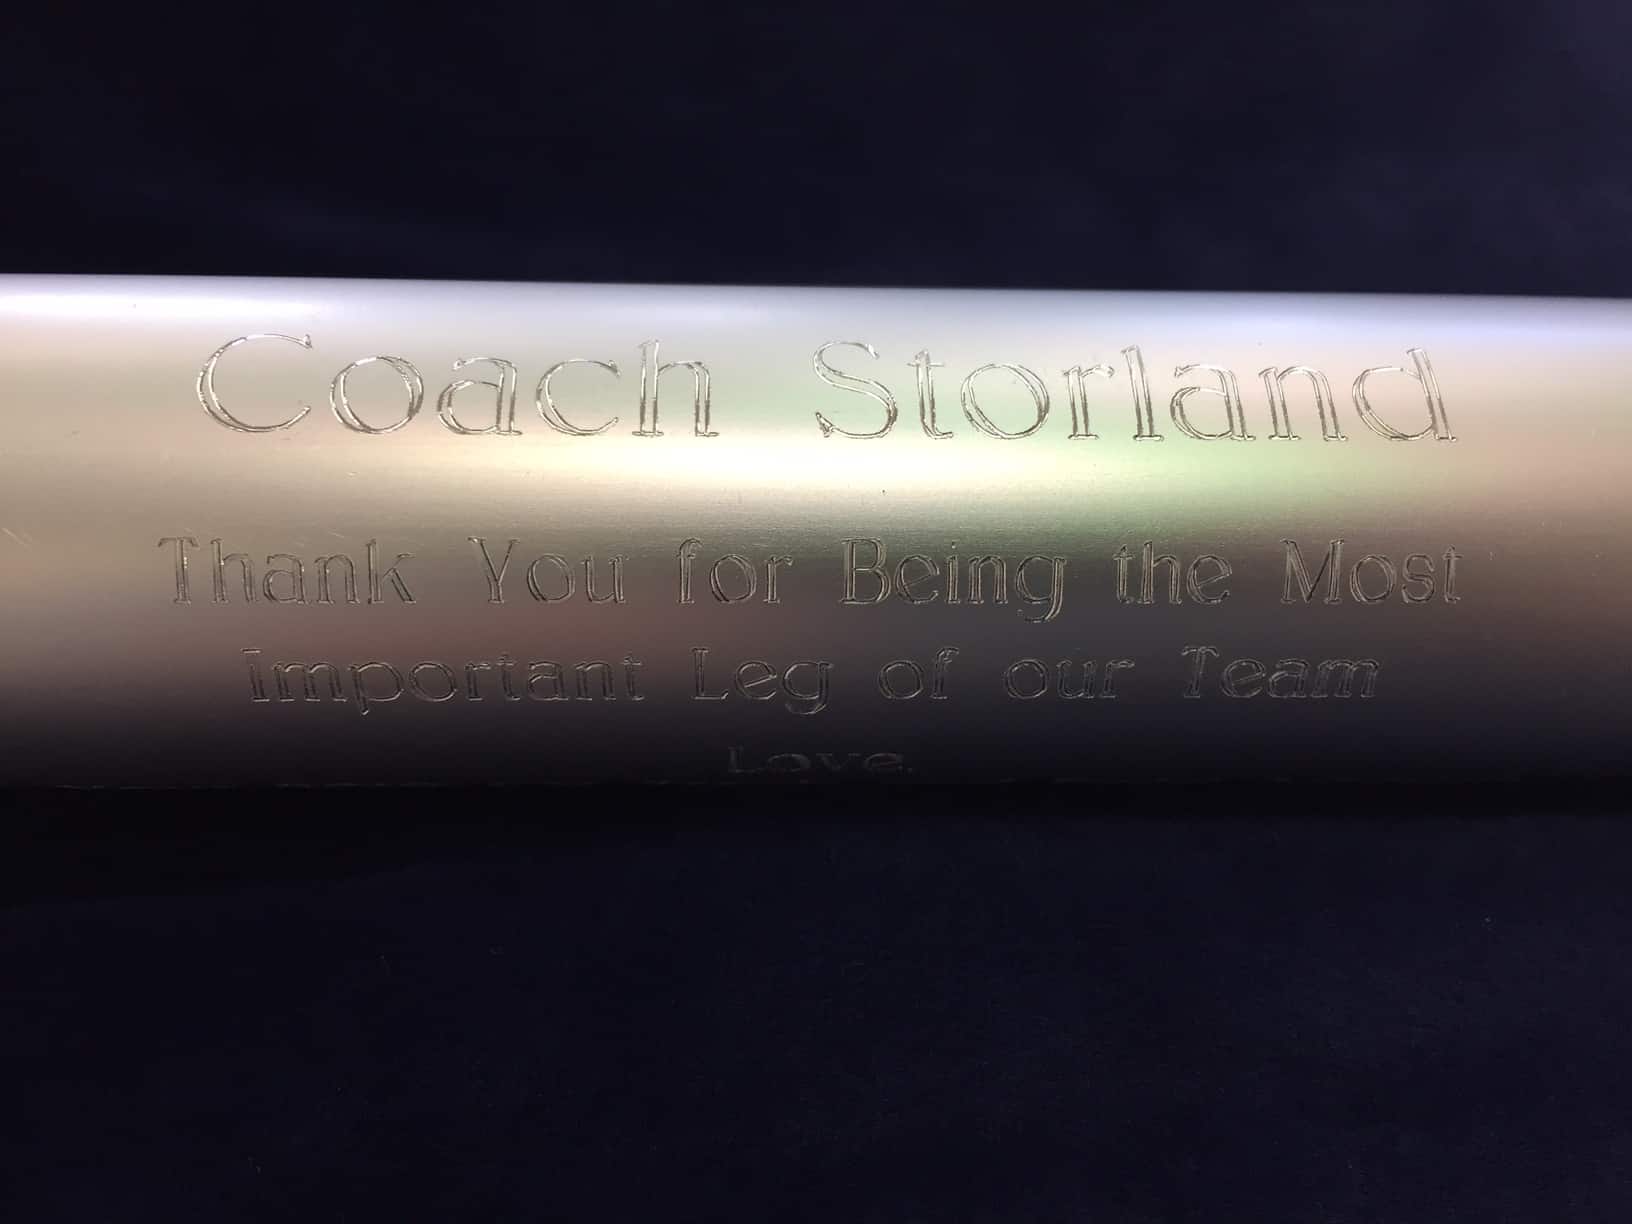 Coach Storland
Thank You for Being the Most
Important Leg of our Team
Love,